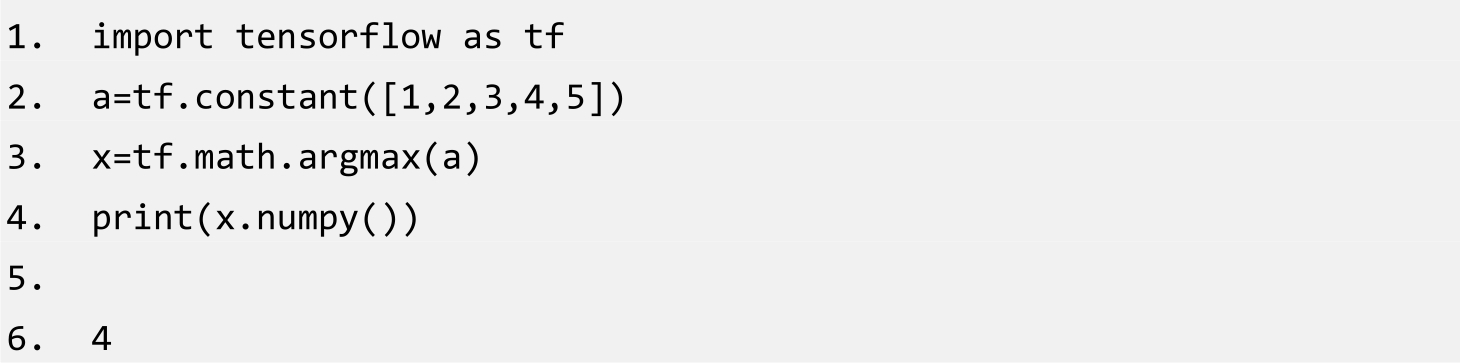 1. import tensorflow as tf
2. a=tf.constant([1,2,3,4,5])
3. x=tf.math.argmax(a)
4. print(x.numpy())
5.
6. 4